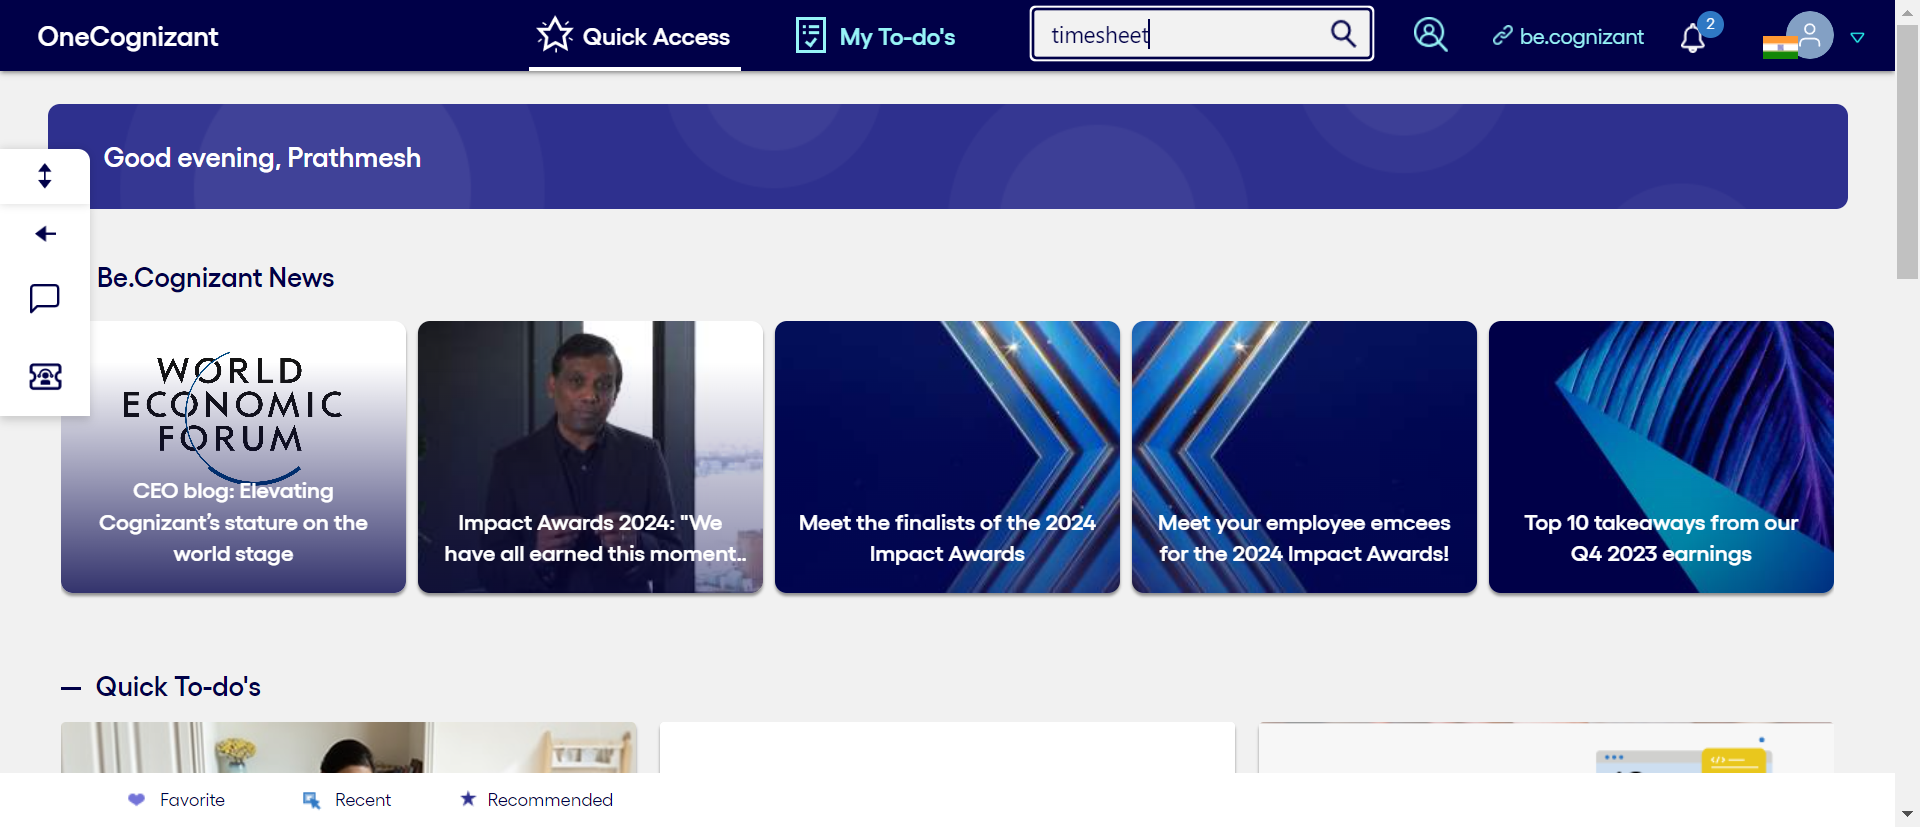 OneCognizant
Quick Access
My To-do's
timesheet
be.cognizant
2
Good evening, Prathmesh
Be.Cognizant News
WORLD
ECONOMIC
FORUM
CEO blog: Elevating
Cognizant’s stature on the
world stage
Impact Awards 2024: "We
have all earned this moment..
Meet the finalists of the 2024
Impact Awards
Meet your employee emcees
for the 2024 Impact Awards!
Top 10 takeaways from our
Q4 2023 earnings
Quick To-do's
Favorite
Recent
Recommended